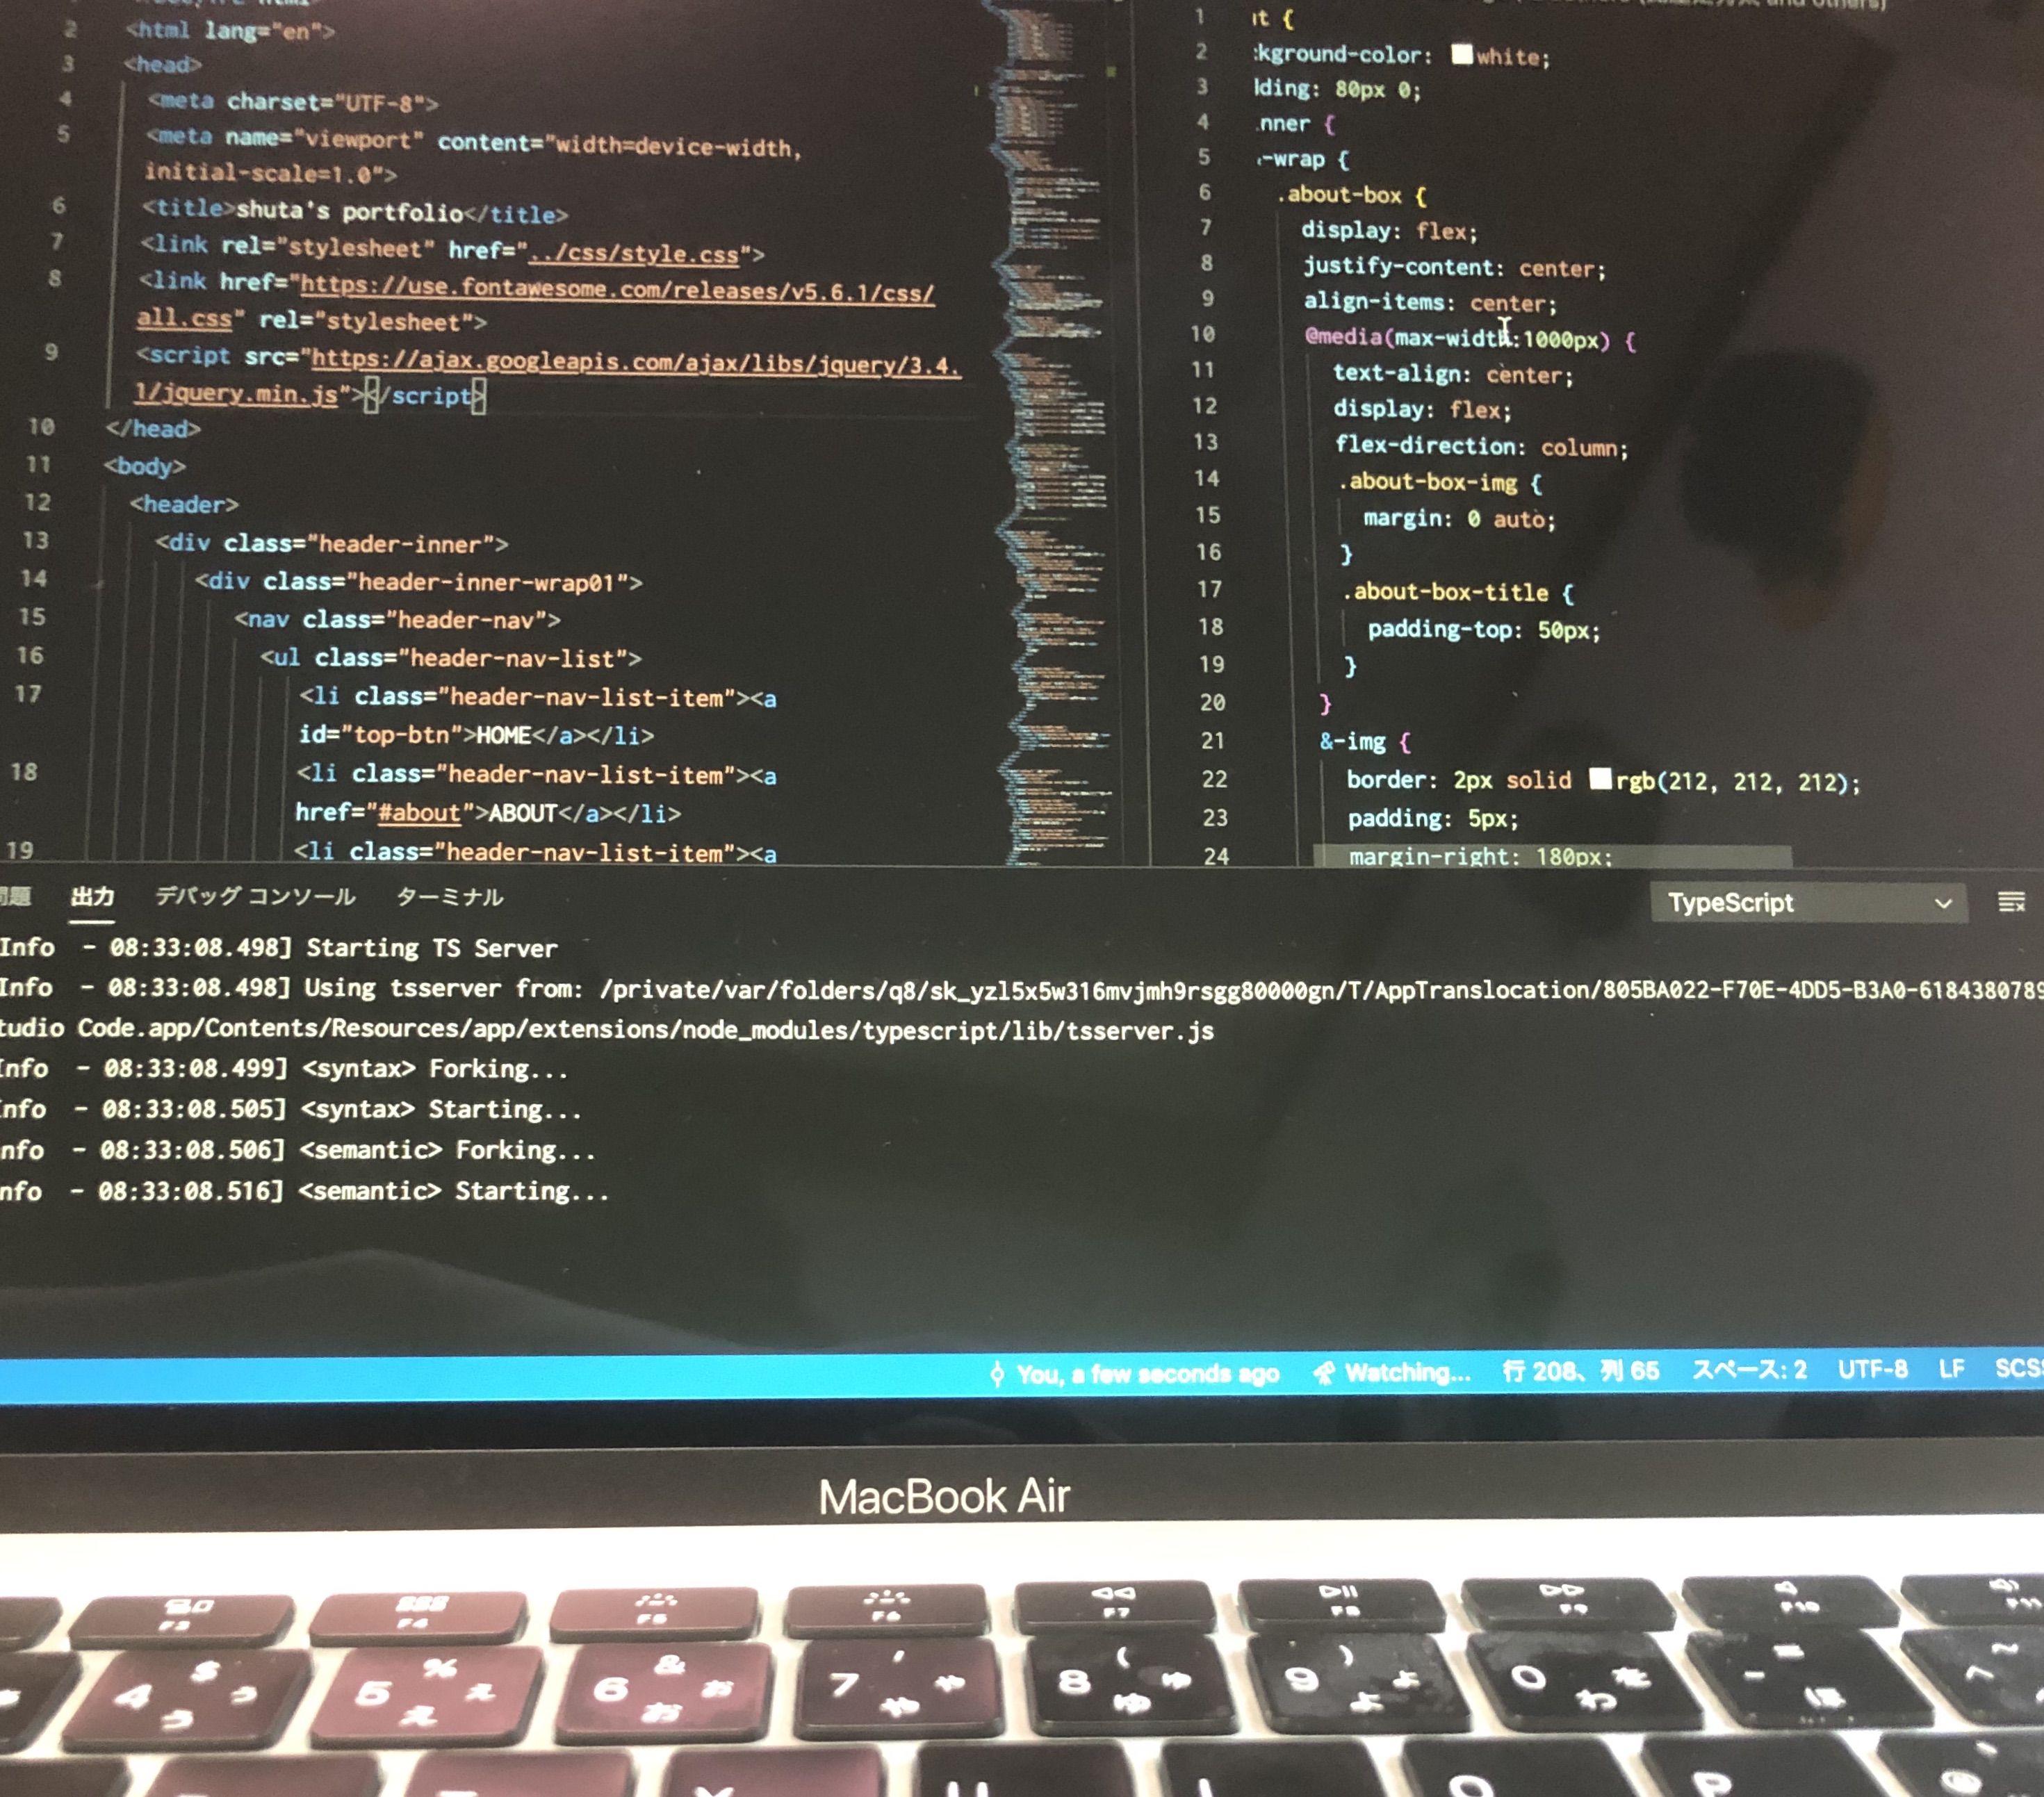 2 <html lang="en">
3 <head>
4 <meta charset="UTF-8">
5 <meta name="viewport" content="width=device-width,
initial-scale=1.0">
6 <title>shuta's portfolio</title>
7 <link rel="stylesheet" href="../css/style.css">
8 <link href="https://use.fontawesome.com/releases/v5.6.1/css/
all.css" rel="stylesheet">
9 <script src="https://ajax.googleapis.com/ajax/libs/jquery/3.4.
1/jquery.min.js"></script>
10 </head>
11 <body>
12 <header>
13 <div class="header-inner">
14 <div class="header-inner-wrap01">
15 <nav class="header-nav">
16 <ul class="header-nav-list">
17 <li class="header-nav-list-item"><a
id="top-btn">HOME</a></li>
18 <li class="header-nav-list-item"><a
href="#about">ABOUT</a></li>
19 <li class="header-nav-list-item"><a
and others)
1 t {
2 kground-color: white;
3 ding: 80px 0;
4 nner {
5 -wrap {
6 .about-box {
7 display: flex;
8 justify-content: center;
9 align-items: center;
10 @media(max-width:1000px) {
11 text-align: center;
12 display: flex;
13 flex-direction: column;
14 .about-box-img {
15 margin: 0 auto;
16 }
17 .about-box-title {
18 padding-top: 50px;
19 }
20 }
21 &-img {
22 border: 2px solid rgb(212, 212, 212);
23 padding: 5px;
24 margin-right: 180px;
題 出力 デバッグ コンソール ターミナル TypeScript
Info - 08:33:08.498] Starting TS Server
Info - 08:33:08.498] Using tsserver from: /private/var/folders/q8/sk_yzl5x5w316mvjmh9rsgg80000gn/T/AppTranslocation/805BA022-F70E-4DD5-B3A0-618438078
tudio Code.app/Contents/Resources/app/extensions/node_modules/typescript/lib/tsserver.js
Info - 08:33:08.499] <syntax> Forking...
Info - 08:33:08.505] <syntax> Starting...
nfo - 08:33:08.506] <semantic> Forking...
nfo - 08:33:08.516] <semantic> Starting...
You, a few seconds ago Watching... 行 208、列 65 スペース: 2 UTF-8 LF SCS
MacBook Air
F3 F4 F5 F6 F7 F8 F9 F10 F11
$ % & ' ( ) ~
4 ぅ 5 ぇ 6 ぉ 7 ゃ 8 ゅ 9 ょ 0 を - ^
う え お や ゆ よ わ ほ
O P @